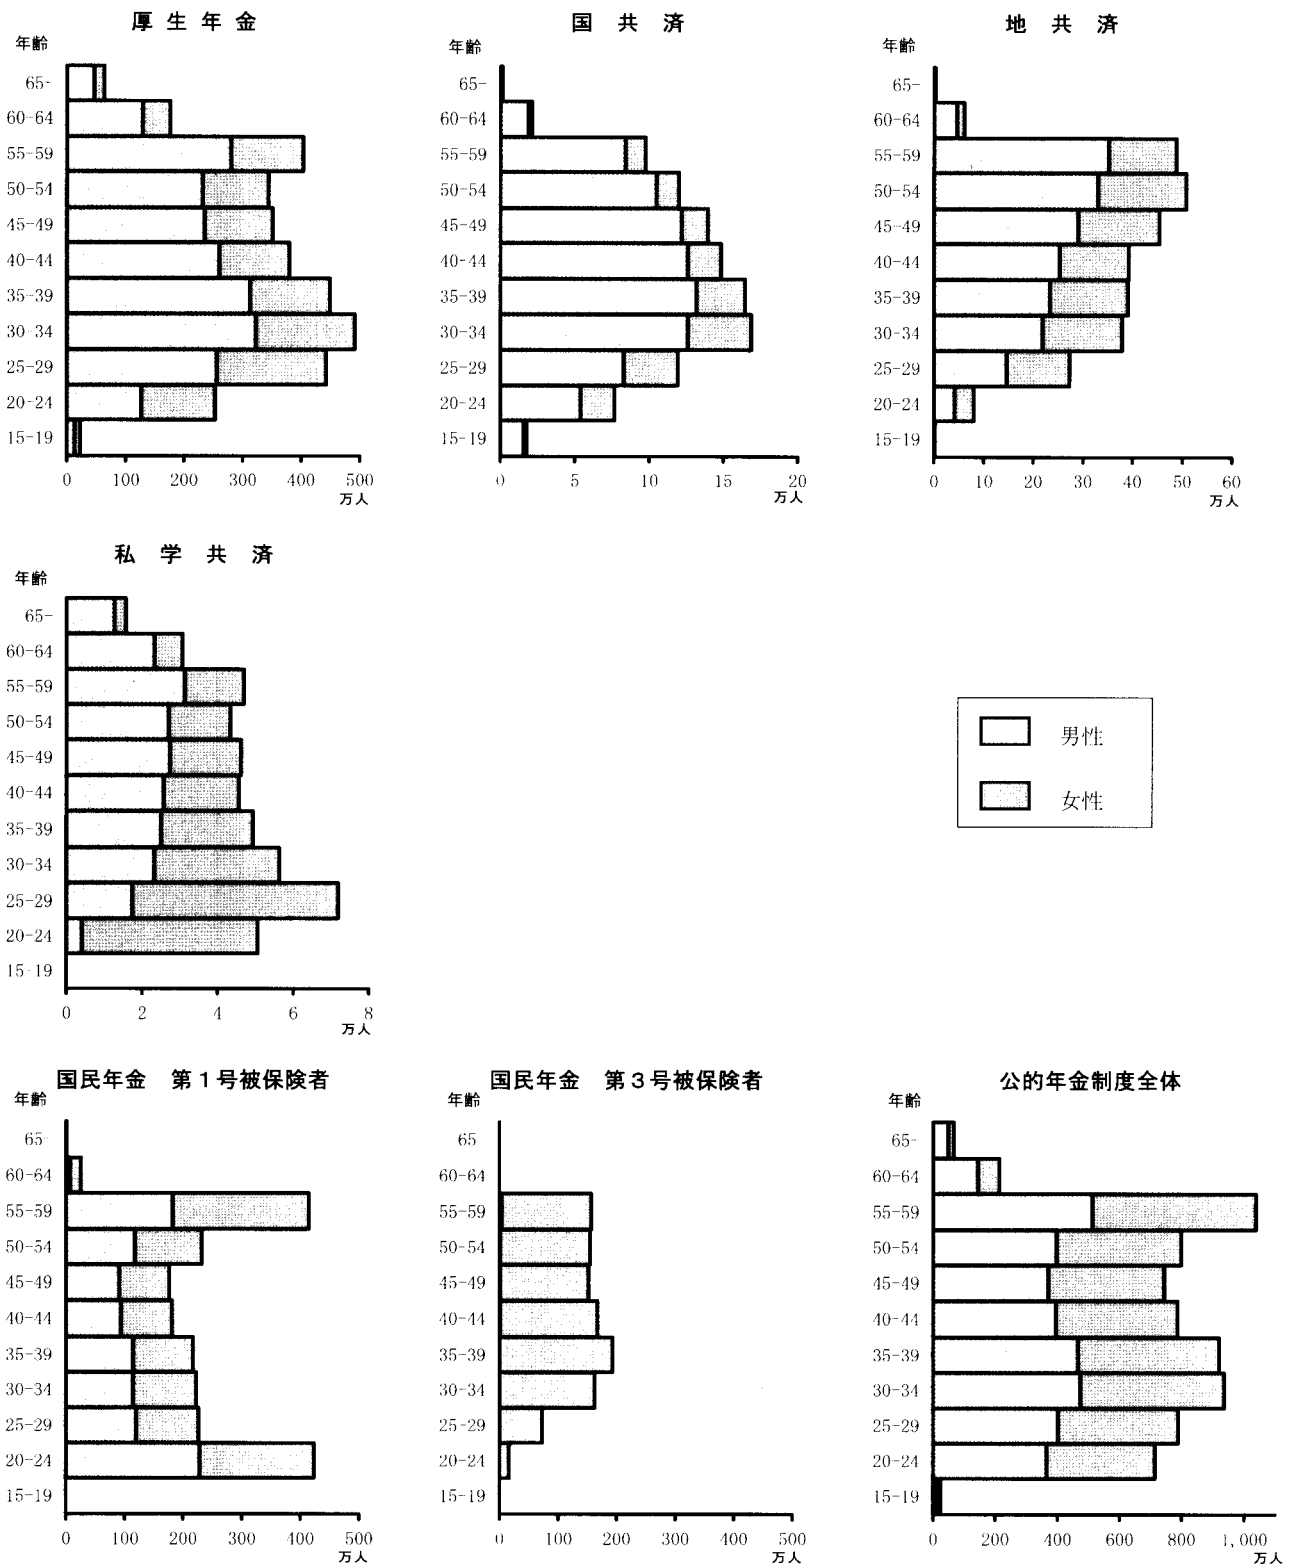 厚 生 年 金
年齢
65-
60-64
55-59
50-54
45-49
40-44
35-39
30-34
25-29
20-24
15-19
0 100 200 300 400 500
万人
国 共 済
年齢
65-
60-64
55-59
50-54
45-49
40-44
35-39
30-34
25-29
20-24
15-19
0 5 10 15 20
万人
地 共 済
年齢
65-
60-64
55-59
50-54
45-49
40-44
35-39
30-34
25-29
20-24
15-19
0 10 20 30 40 50 60
万人
私 学 共 済
年齢
65-
60-64
55-59
50-54
45-49
40-44
35-39
30-34
25-29
20-24
15-19
0 2 4 6 8
万人
男性
女性
国民年金 第1号被保険者
年齢
65-
60-64
55-59
50-54
45-49
40-44
35-39
30-34
25-29
20-24
15-19
0 100 200 300 400 500
万人
国民年金 第3号被保険者
年齢
65
60-64
55-59
50-54
45-49
40-44
35-39
30-34
25-29
20-24
15-19
0 100 200 300 400 500
万人
公的年金制度全体
年齢
65-
60-64
55-59
50-54
45-49
40-44
35-39
30-34
25-29
20-24
15-19
0 200 400 600 800 1,000
万人